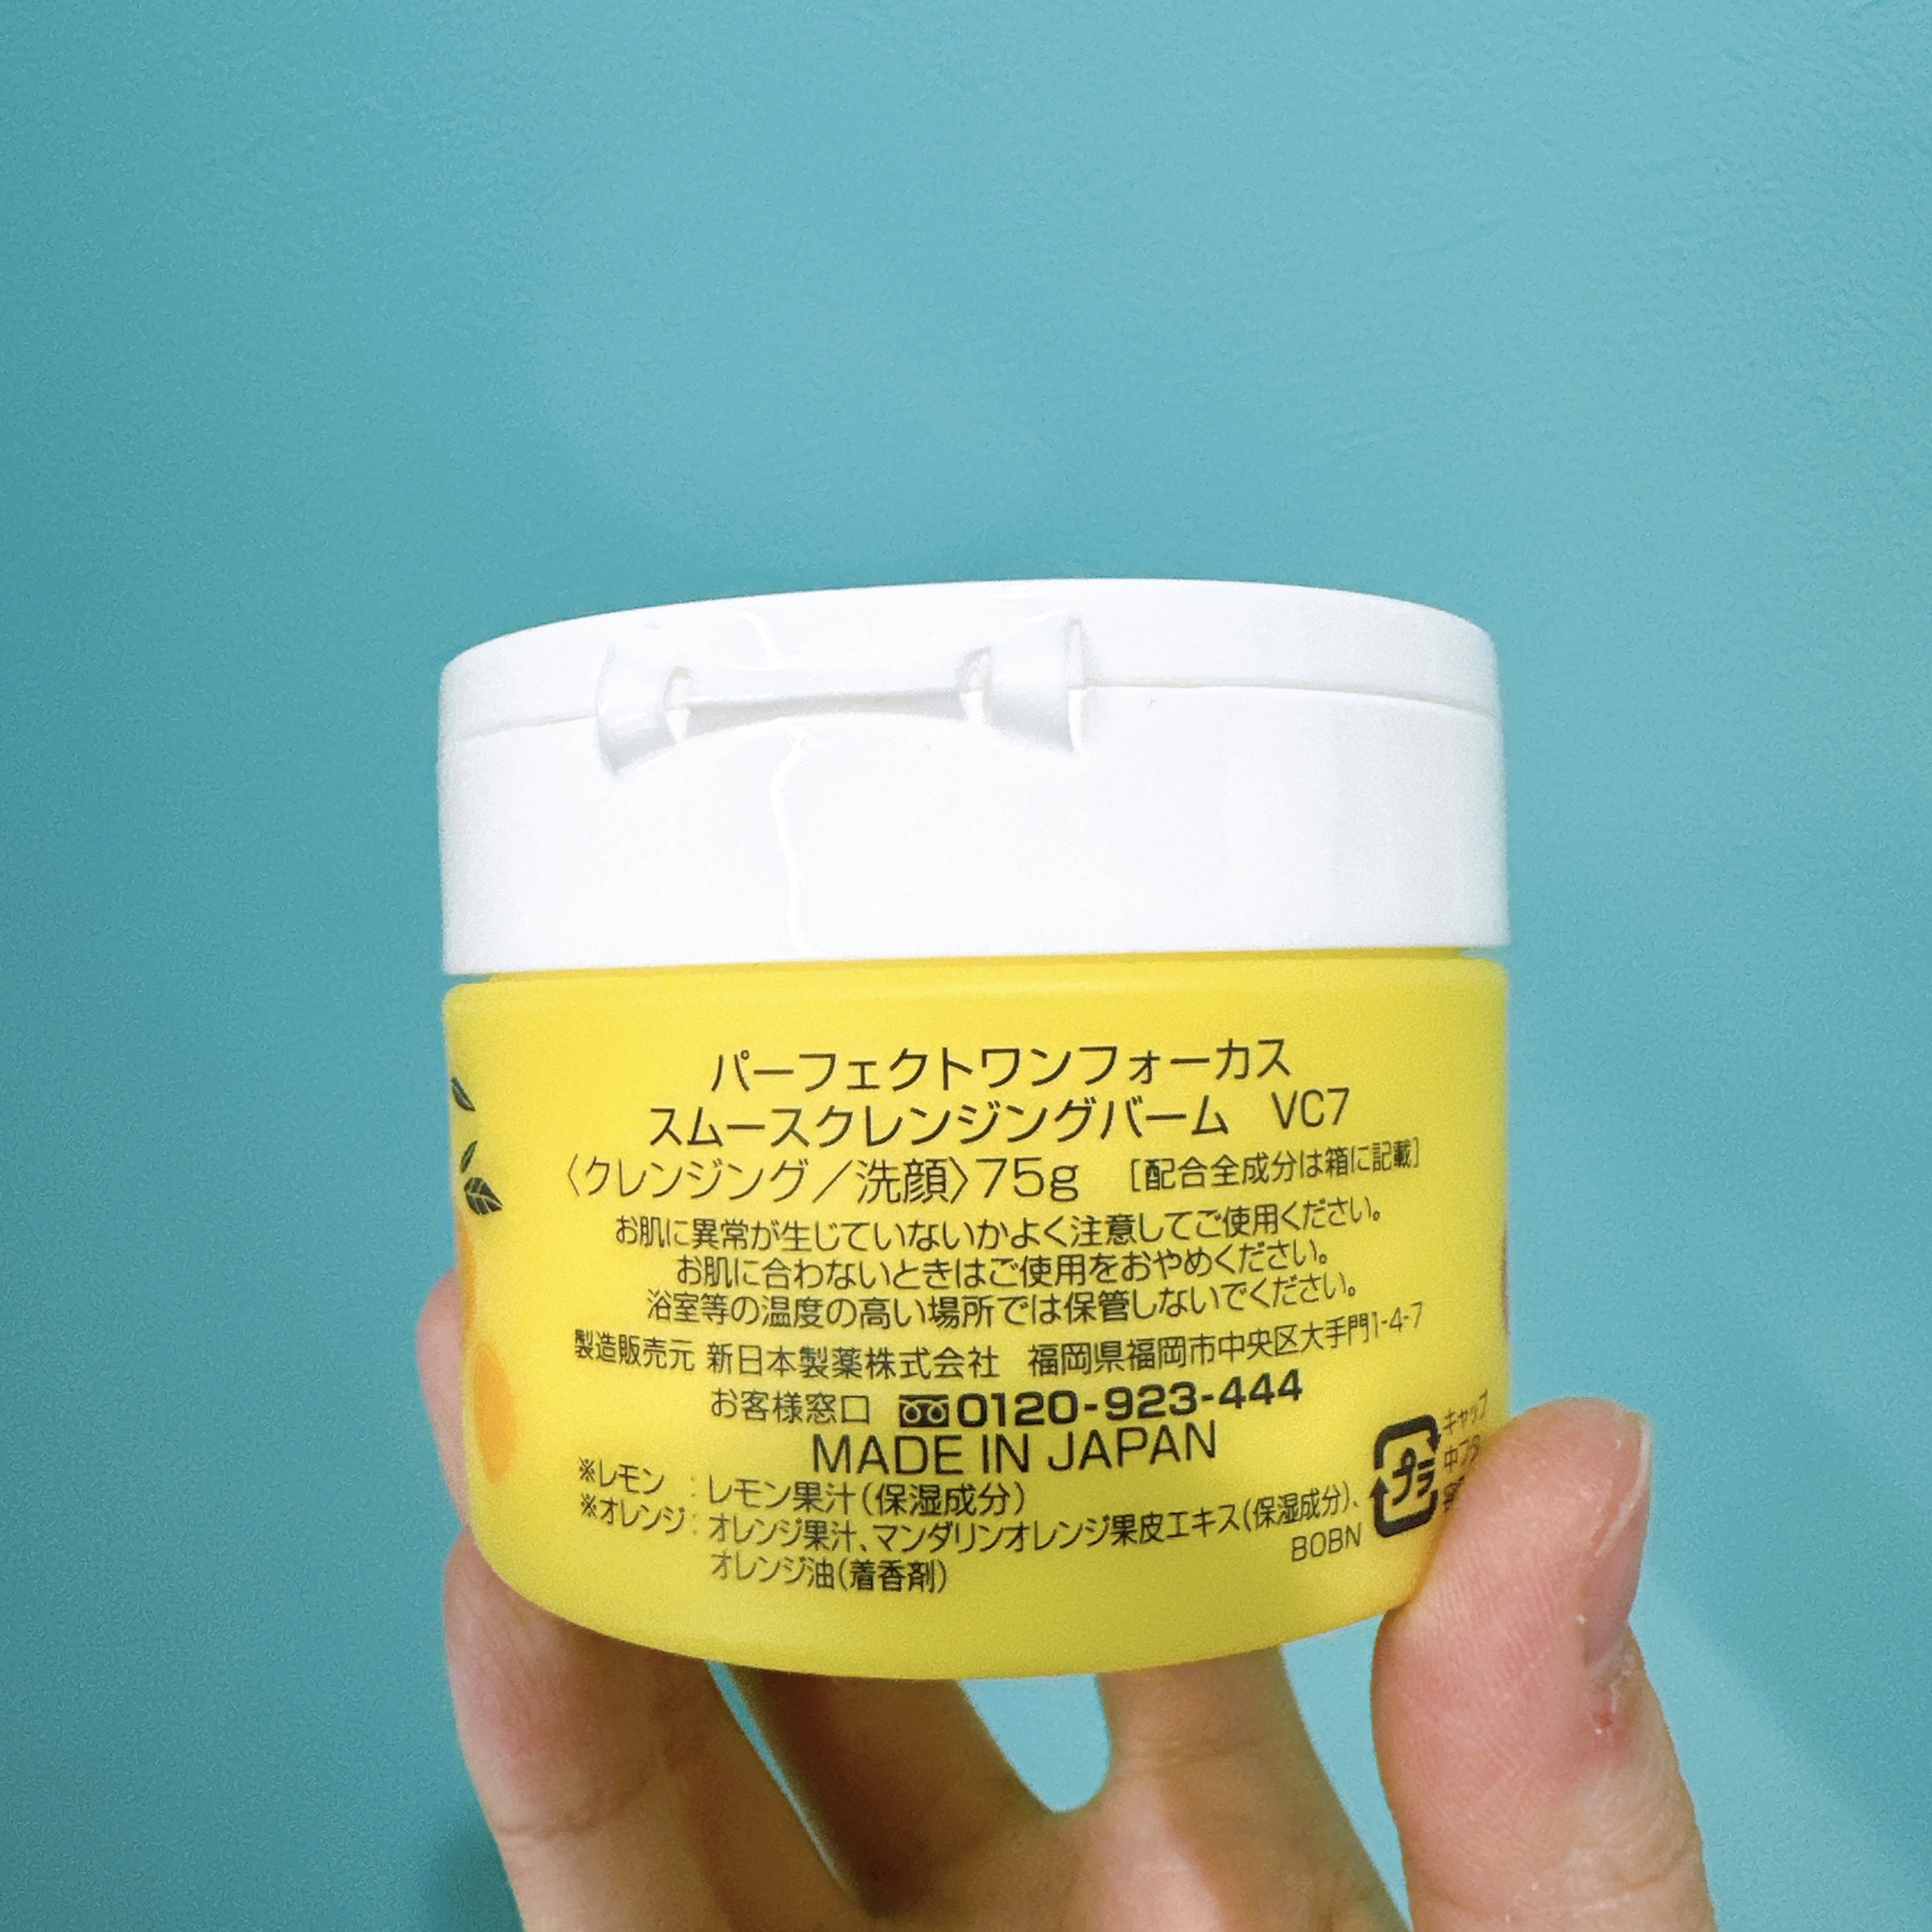 パーフェクトワンフォーカス
スムースクレンジングバーム VC7
〈クレンジング/洗顔〉75g [配合全成分は箱に記載]
お肌に異常が生じていないかよく注意してご使用ください。
お肌に合わないときはご使用をおやめください。
浴室等の温度の高い場所では保管しないでください。
製造販売元 新日本製薬株式会社 福岡県福岡市中央区大手門1-4-7
お客様窓口 0120-923-444
MADE IN JAPAN
※レモン : レモン果汁(保湿成分)
※オレンジ : オレンジ果汁、マンダリンオレンジ果皮エキス(保湿成分)、
オレンジ油(着香剤)
BOBN
プラ
キャップ